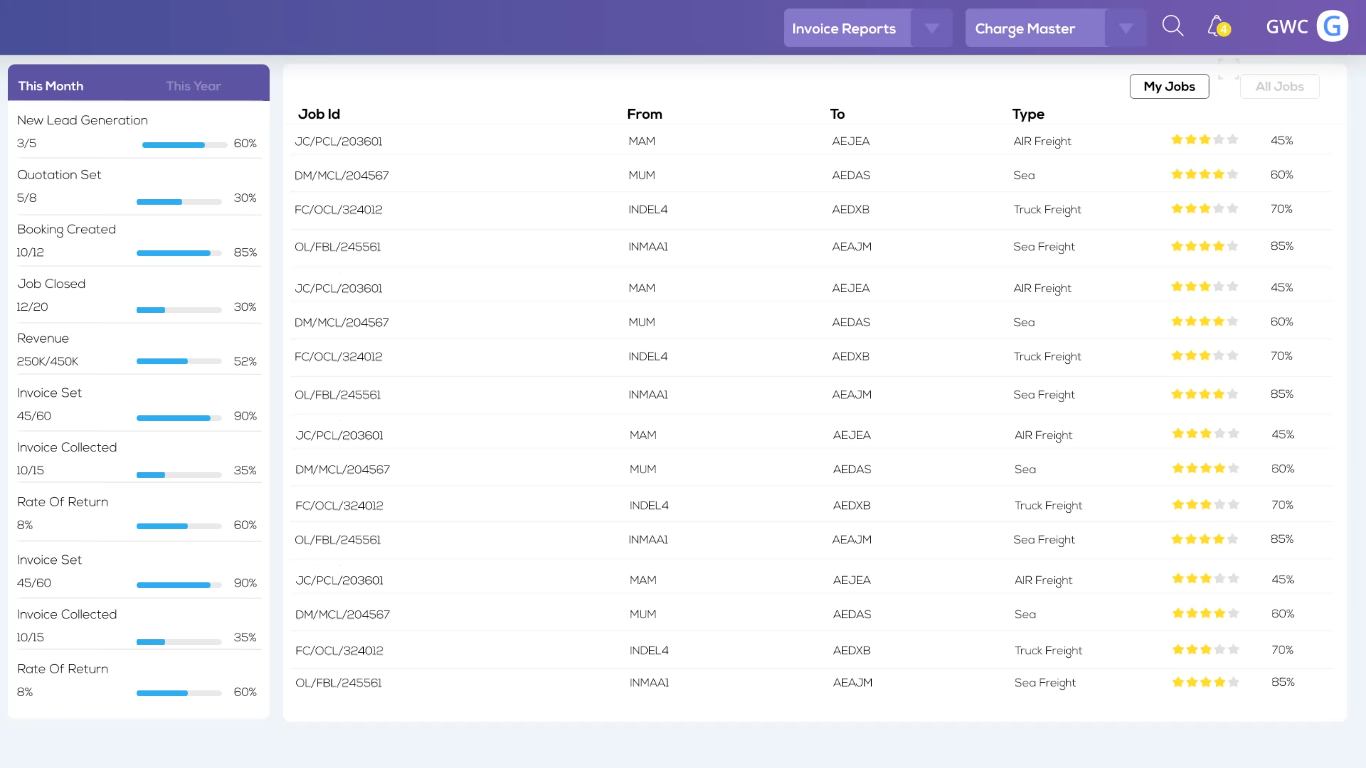 Invoice Reports Charge Master 4 GWC G
This Month This Year
New Lead Generation
3/5 60%
Quotation Set
5/8 30%
Booking Created
10/12 85%
Job Closed
12/20 30%
Revenue
250K/450K 52%
Invoice Set
45/60 90%
Invoice Collected
10/15 35%
Rate Of Return
8% 60%
Invoice Set
45/60 90%
Invoice Collected
10/15 35%
Rate Of Return
8% 60%
My Jobs All Jobs
Job Id From To Type
JC/PCL/203601 MAM AEJEA AIR Freight 45%
DM/MCL/204567 MUM AEDAS Sea 60%
FC/OCL/324012 INDEL4 AEDXB Truck Freight 70%
OL/FBL/245561 INMAA1 AEAJM Sea Freight 85%
JC/PCL/203601 MAM AEJEA AIR Freight 45%
DM/MCL/204567 MUM AEDAS Sea 60%
FC/OCL/324012 INDEL4 AEDXB Truck Freight 70%
OL/FBL/245561 INMAA1 AEAJM Sea Freight 85%
JC/PCL/203601 MAM AEJEA AIR Freight 45%
DM/MCL/204567 MUM AEDAS Sea 60%
FC/OCL/324012 INDEL4 AEDXB Truck Freight 70%
OL/FBL/245561 INMAA1 AEAJM Sea Freight 85%
JC/PCL/203601 MAM AEJEA AIR Freight 45%
DM/MCL/204567 MUM AEDAS Sea 60%
FC/OCL/324012 INDEL4 AEDXB Truck Freight 70%
OL/FBL/245561 INMAA1 AEAJM Sea Freight 85%